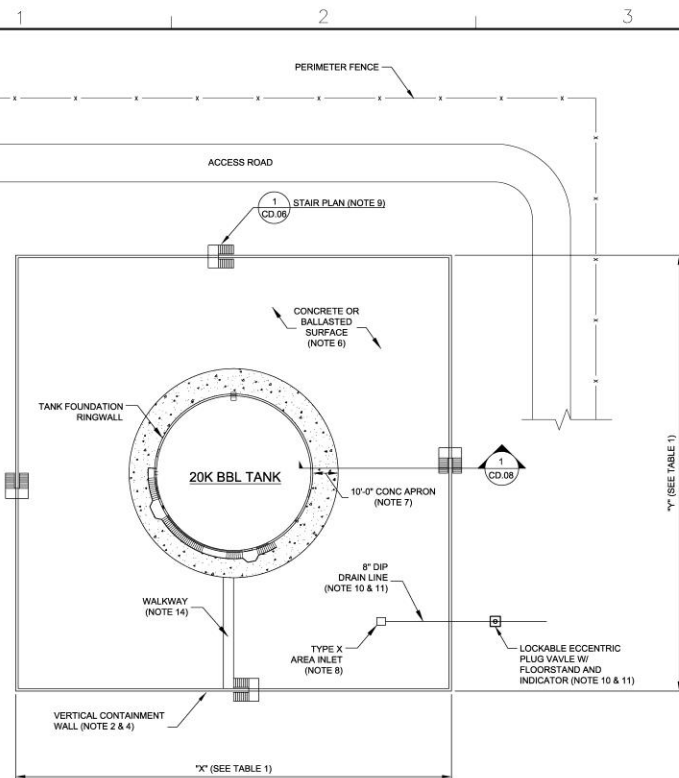 1
2
3
PERIMETER FENCE
ACCESS ROAD
1
CD.06
STAIR PLAN (NOTE 9)
CONCRETE OR
BALLASTED
SURFACE
(NOTE 6)
TANK FOUNDATION
RINGWALL
20K BBL TANK
1
CD.08
10'-0" CONC APRON
(NOTE 7)
"Y" (SEE TABLE 1)
8" DIP
DRAIN LINE
(NOTE 10 & 11)
WALKWAY
(NOTE 14)
TYPE X
AREA INLET
(NOTE 8)
LOCKABLE ECCENTRIC
PLUG VAVLE W/
FLOORSTAND AND
INDICATOR (NOTE 10 & 11)
VERTICAL CONTAINMENT
WALL (NOTE 2 & 4)
"X" (SEE TABLE 1)
x x x x x x x x x x
x
x
x
x
x